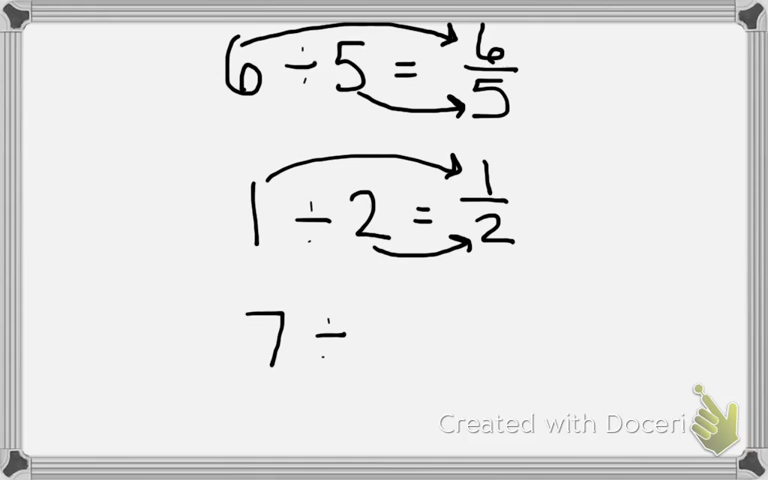 6 ÷ 5 = 6/5
1 ÷ 2 = 1/2
7 ÷
Created with Doceri